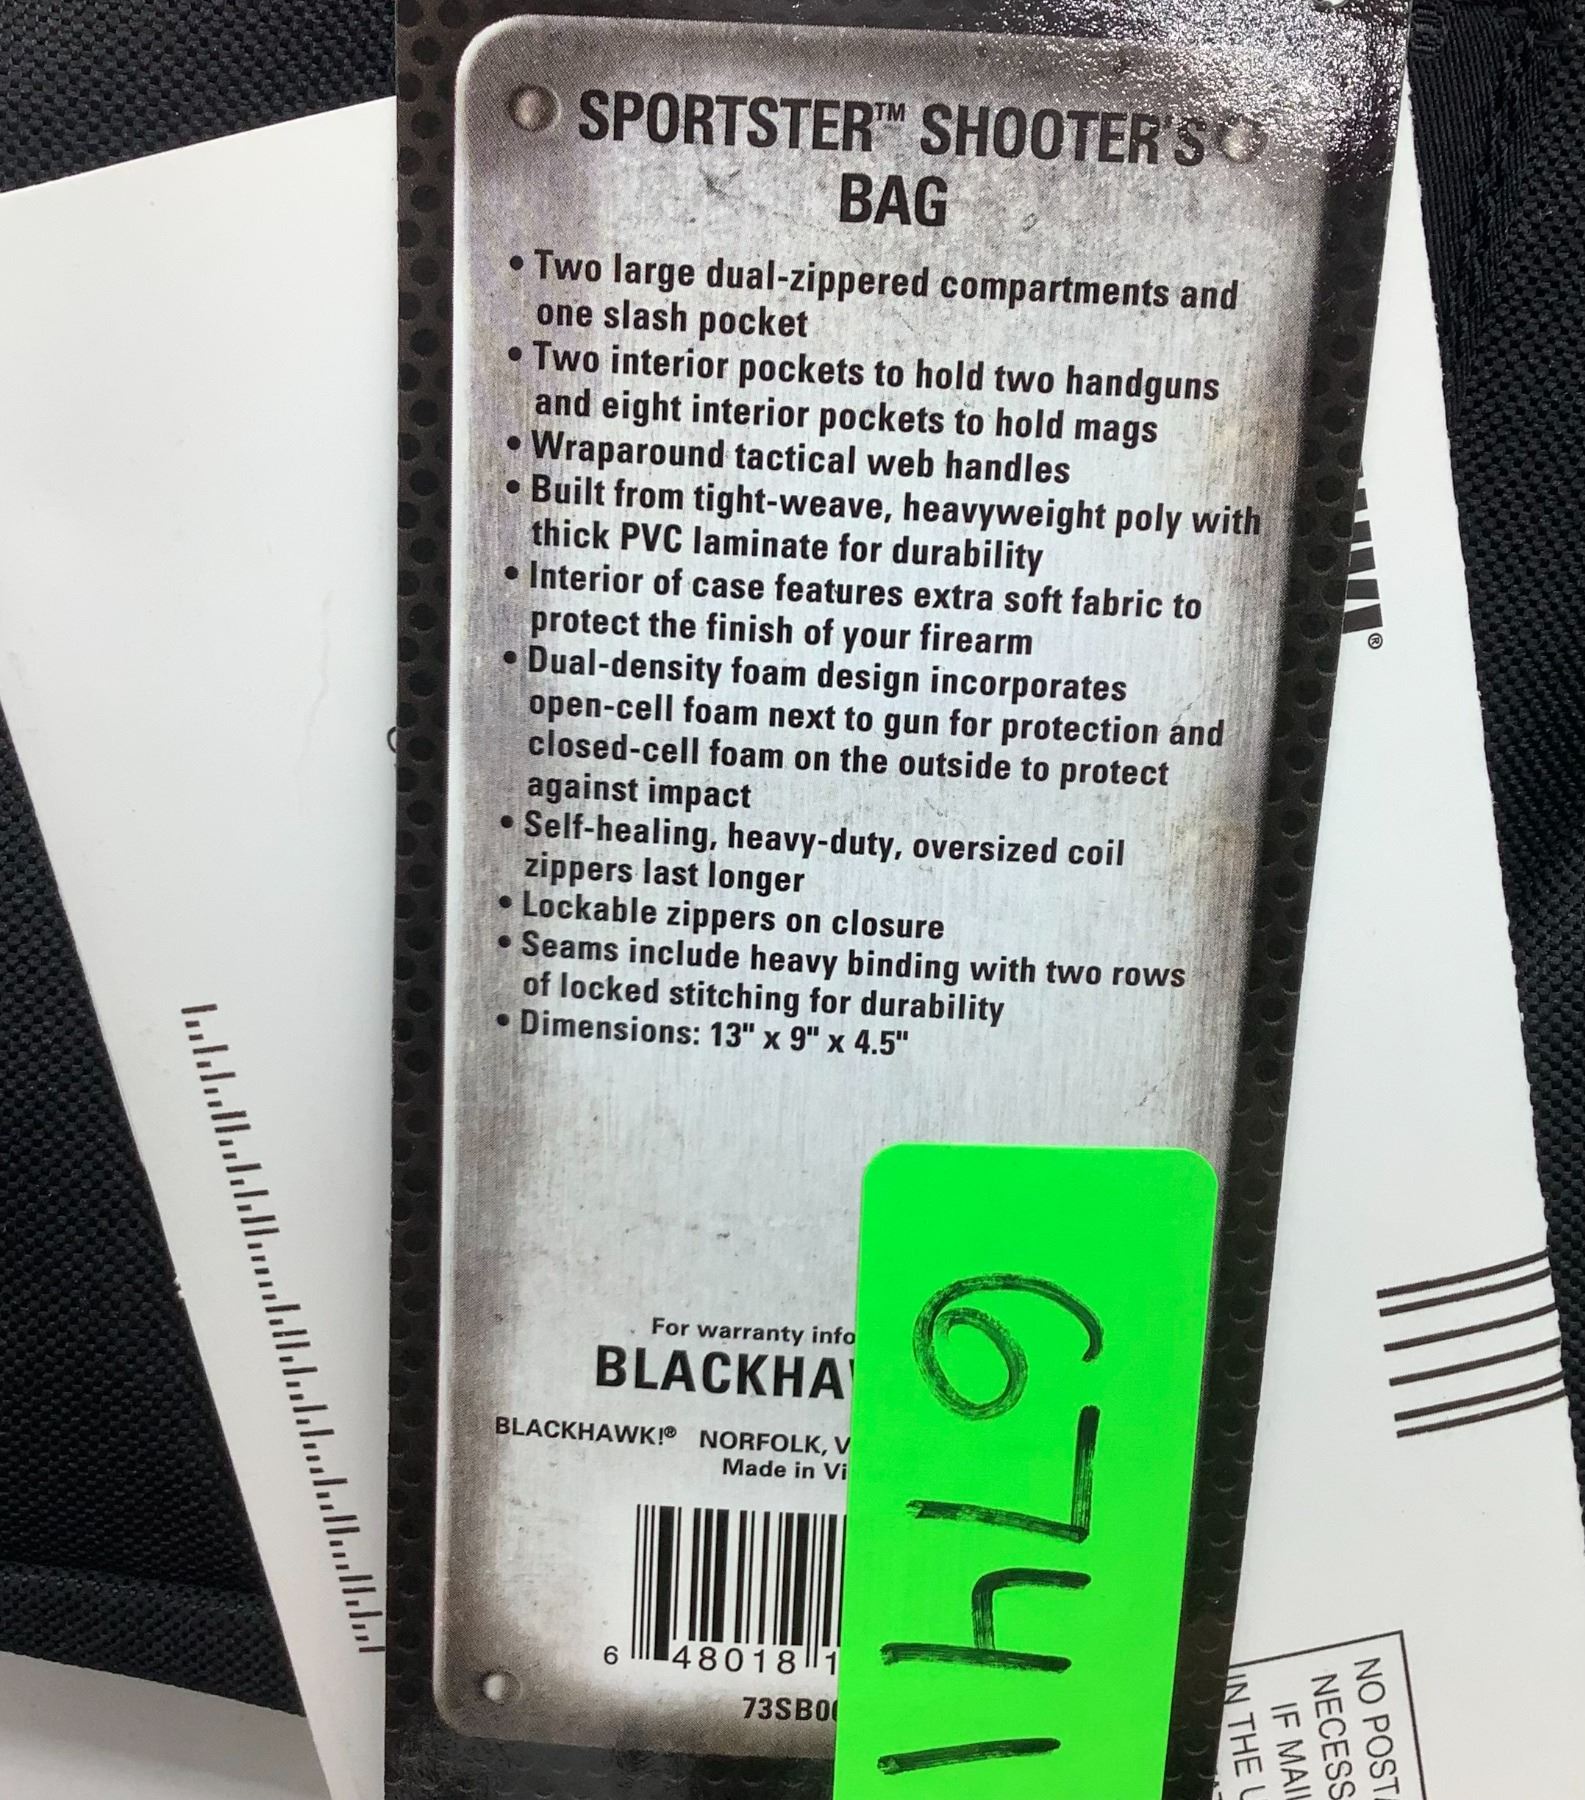 SPORTSTER™ SHOOTER'S
BAG
• Two large dual-zippered compartments and
one slash pocket
• Two interior pockets to hold two handguns
and eight interior pockets to hold mags
• Wraparound tactical web handles
• Built from tight-weave, heavyweight poly with
thick PVC laminate for durability
• Interior of case features extra soft fabric to
protect the finish of your firearm
• Dual-density foam design incorporates
open-cell foam next to gun for protection and
closed-cell foam on the outside to protect
against impact
• Self-healing, heavy-duty, oversized coil
zippers last longer
• Lockable zippers on closure
• Seams include heavy binding with two rows
of locked stitching for durability
• Dimensions: 13" x 9" x 4.5"
For warranty info
BLACKHA
BLACKHAWK!® NORFOLK, V
Made in Vi
6 48018 1
73SB0
6741
®
NO POST
NECESS
IF MAI
IN THE U